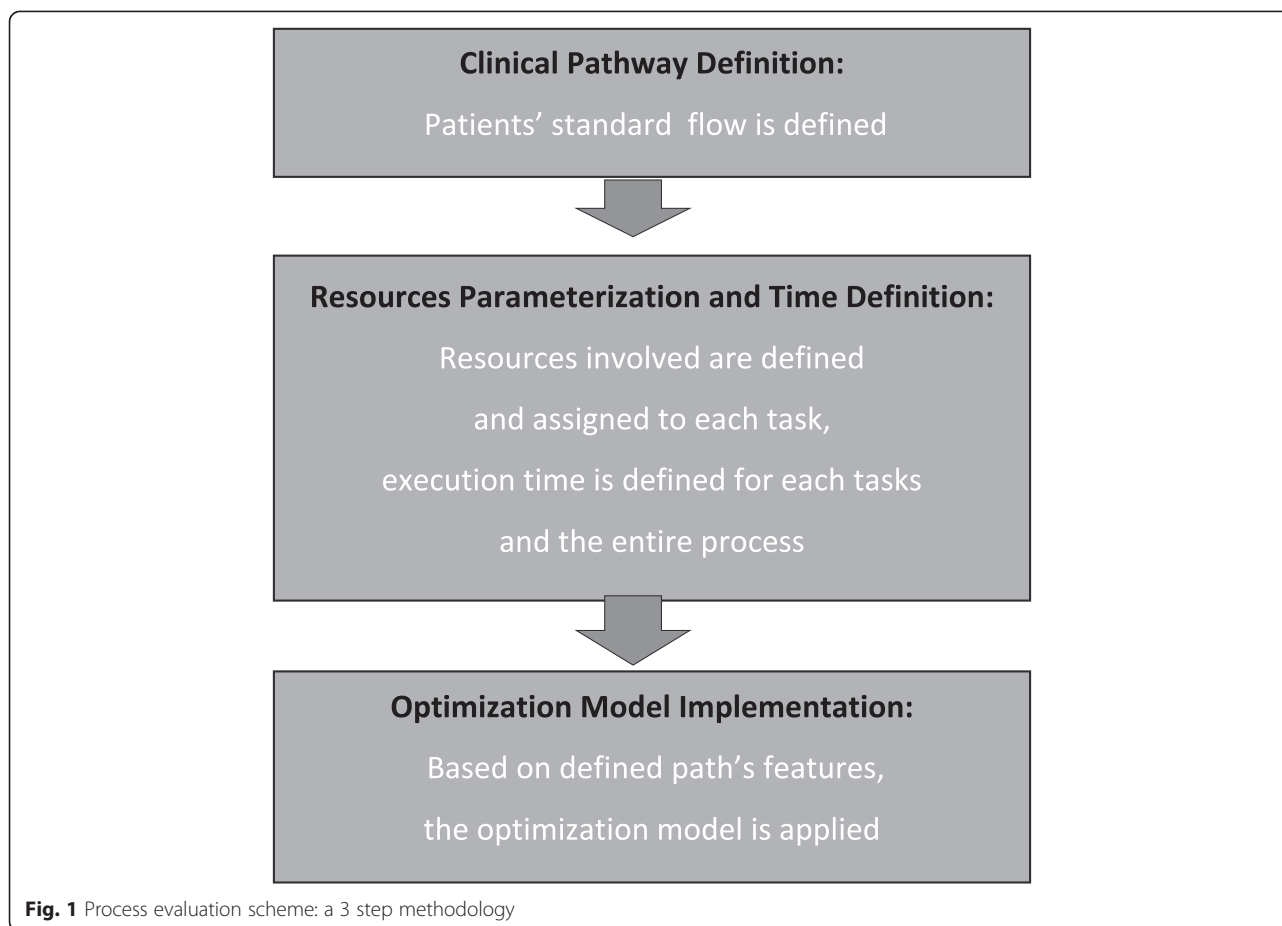 Clinical Pathway Definition:
Patients’ standard flow is defined
Resources Parameterization and Time Definition:
Resources involved are defined
and assigned to each task,
execution time is defined for each tasks
and the entire process
Optimization Model Implementation:
Based on defined path’s features,
the optimization model is applied
Fig. 1 Process evaluation scheme: a 3 step methodology